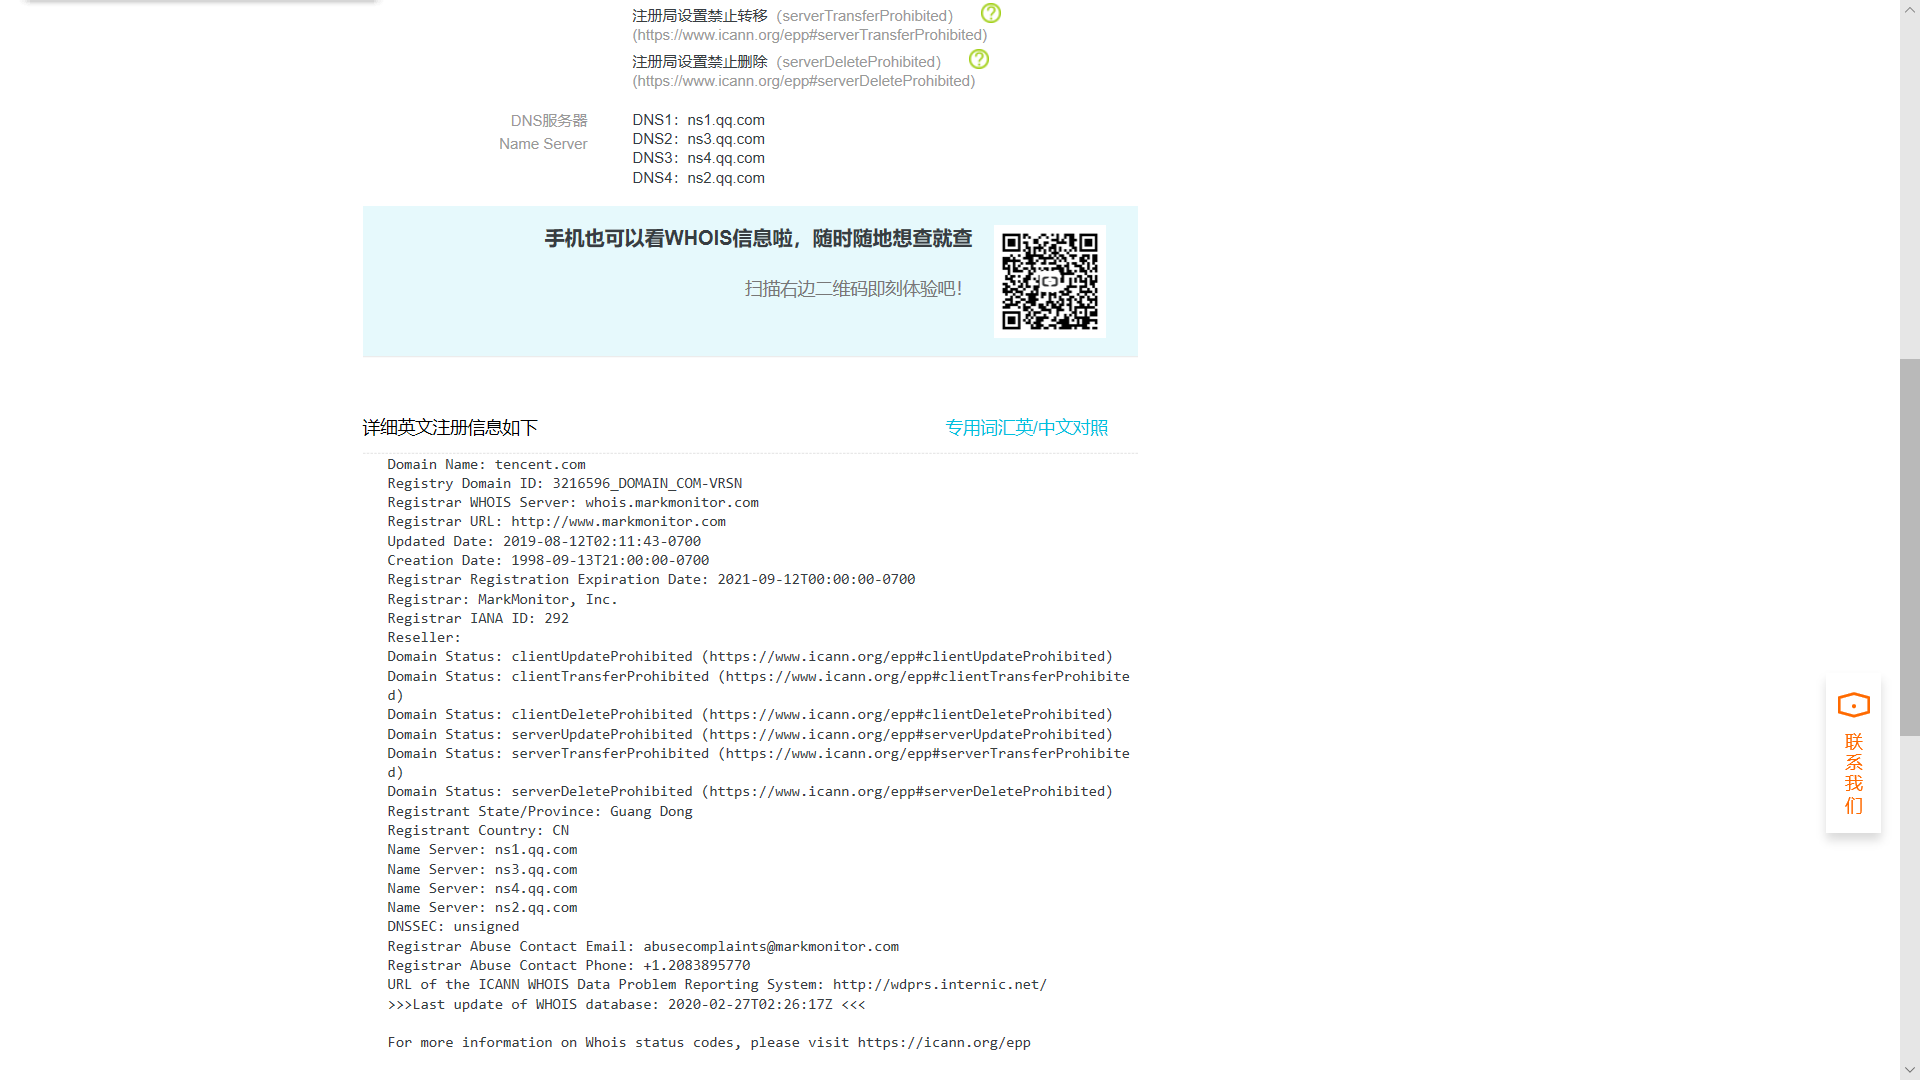 注册局设置禁止转移（serverTransferProhibited）
(https://www.icann.org/epp#serverTransferProhibited)
注册局设置禁止删除（serverDeleteProhibited）
(https://www.icann.org/epp#serverDeleteProhibited)
DNS服务器
Name Server
DNS1：ns1.qq.com
DNS2：ns3.qq.com
DNS3：ns4.qq.com
DNS4：ns2.qq.com
手机也可以看WHOIS信息啦，随时随地想查就查
扫描右边二维码即刻体验吧！
详细英文注册信息如下
专用词汇英/中文对照
Domain Name: tencent.com
Registry Domain ID: 3216596_DOMAIN_COM-VRSN
Registrar WHOIS Server: whois.markmonitor.com
Registrar URL: http://www.markmonitor.com
Updated Date: 2019-08-12T02:11:43-0700
Creation Date: 1998-09-13T21:00:00-0700
Registrar Registration Expiration Date: 2021-09-12T00:00:00-0700
Registrar: MarkMonitor, Inc.
Registrar IANA ID: 292
Reseller:
Domain Status: clientUpdateProhibited (https://www.icann.org/epp#clientUpdateProhibited)
Domain Status: clientTransferProhibited (https://www.icann.org/epp#clientTransferProhibite
d)
Domain Status: clientDeleteProhibited (https://www.icann.org/epp#clientDeleteProhibited)
Domain Status: serverUpdateProhibited (https://www.icann.org/epp#serverUpdateProhibited)
Domain Status: serverTransferProhibited (https://www.icann.org/epp#serverTransferProhibite
d)
Domain Status: serverDeleteProhibited (https://www.icann.org/epp#serverDeleteProhibited)
Registrant State/Province: Guang Dong
Registrant Country: CN
Name Server: ns1.qq.com
Name Server: ns3.qq.com
Name Server: ns4.qq.com
Name Server: ns2.qq.com
DNSSEC: unsigned
Registrar Abuse Contact Email: abusecomplaints@markmonitor.com
Registrar Abuse Contact Phone: +1.2083895770
URL of the ICANN WHOIS Data Problem Reporting System: http://wdprs.internic.net/
>>>Last update of WHOIS database: 2020-02-27T02:26:17Z <<<
For more information on Whois status codes, please visit https://icann.org/epp
联系我们